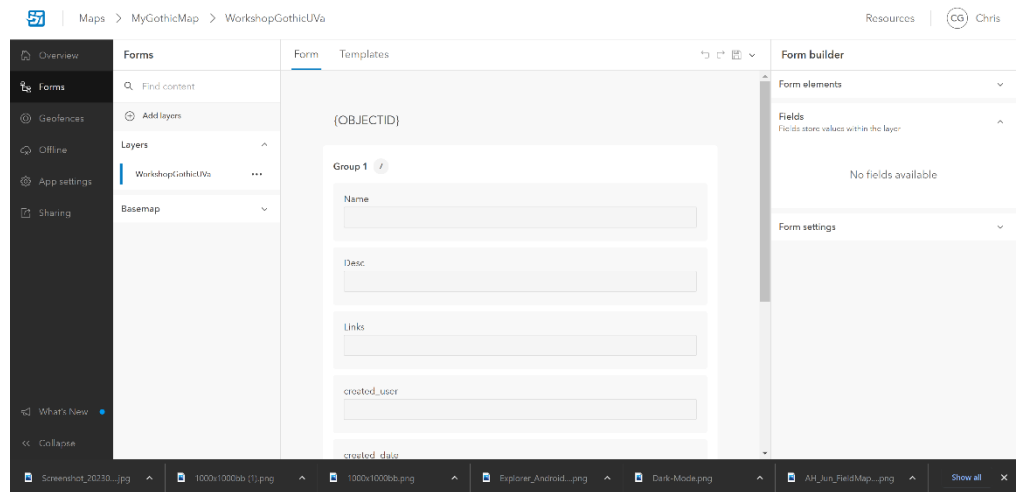 Maps > MyGothicMap > WorkshopGothicUVa
Resources
CG Chris
Overview
Forms
Geofences
Offline
App settings
Sharing
What's New
Collapse
Forms
Find content
Add layers
Layers
WorkshopGothicUVa
Basemap
Form Templates
{OBJECTID}
Group 1
Name
Desc
Links
created_user
created_date
Form builder
Form elements
Fields
Fields store values within the layer
No fields available
Form settings
Screenshot_20230....jpg
1000x1000bb (1).png
1000x1000bb.png
Explorer_Android....png
Dark-Mode.png
AH_Jun_FieldMap....png
Show all